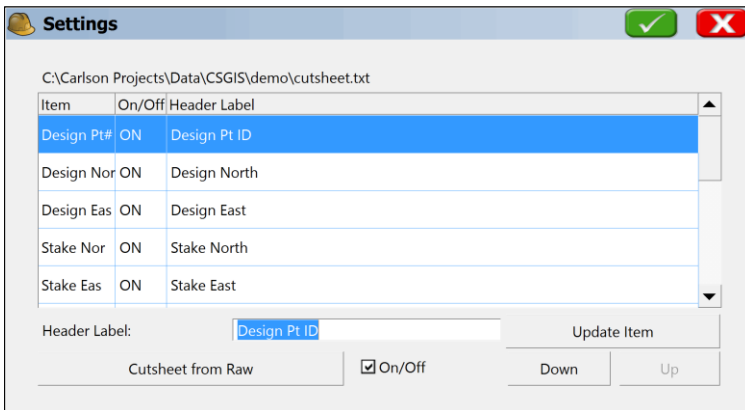 Settings
C:\Carlson Projects\Data\CSGIS\demo\cutsheet.txt
Item On/Off Header Label
Design Pt# ON Design Pt ID
Design Nor ON Design North
Design Eas ON Design East
Stake Nor ON Stake North
Stake Eas ON Stake East
Header Label: Design Pt ID Update Item
Cutsheet from Raw On/Off Down Up